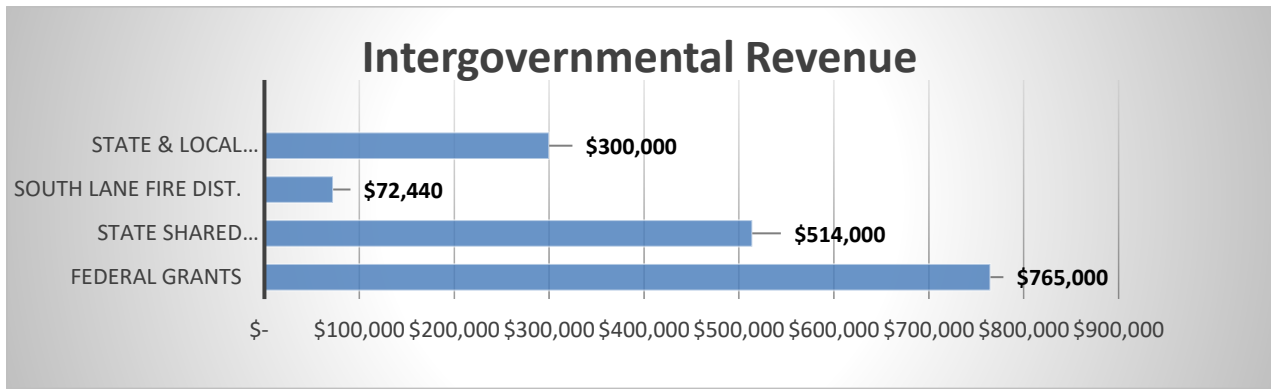 Intergovernmental Revenue
STATE & LOCAL...
$300,000
SOUTH LANE FIRE DIST.
$72,440
STATE SHARED...
$514,000
FEDERAL GRANTS
$765,000
$- $100,000 $200,000 $300,000 $400,000 $500,000 $600,000 $700,000 $800,000 $900,000